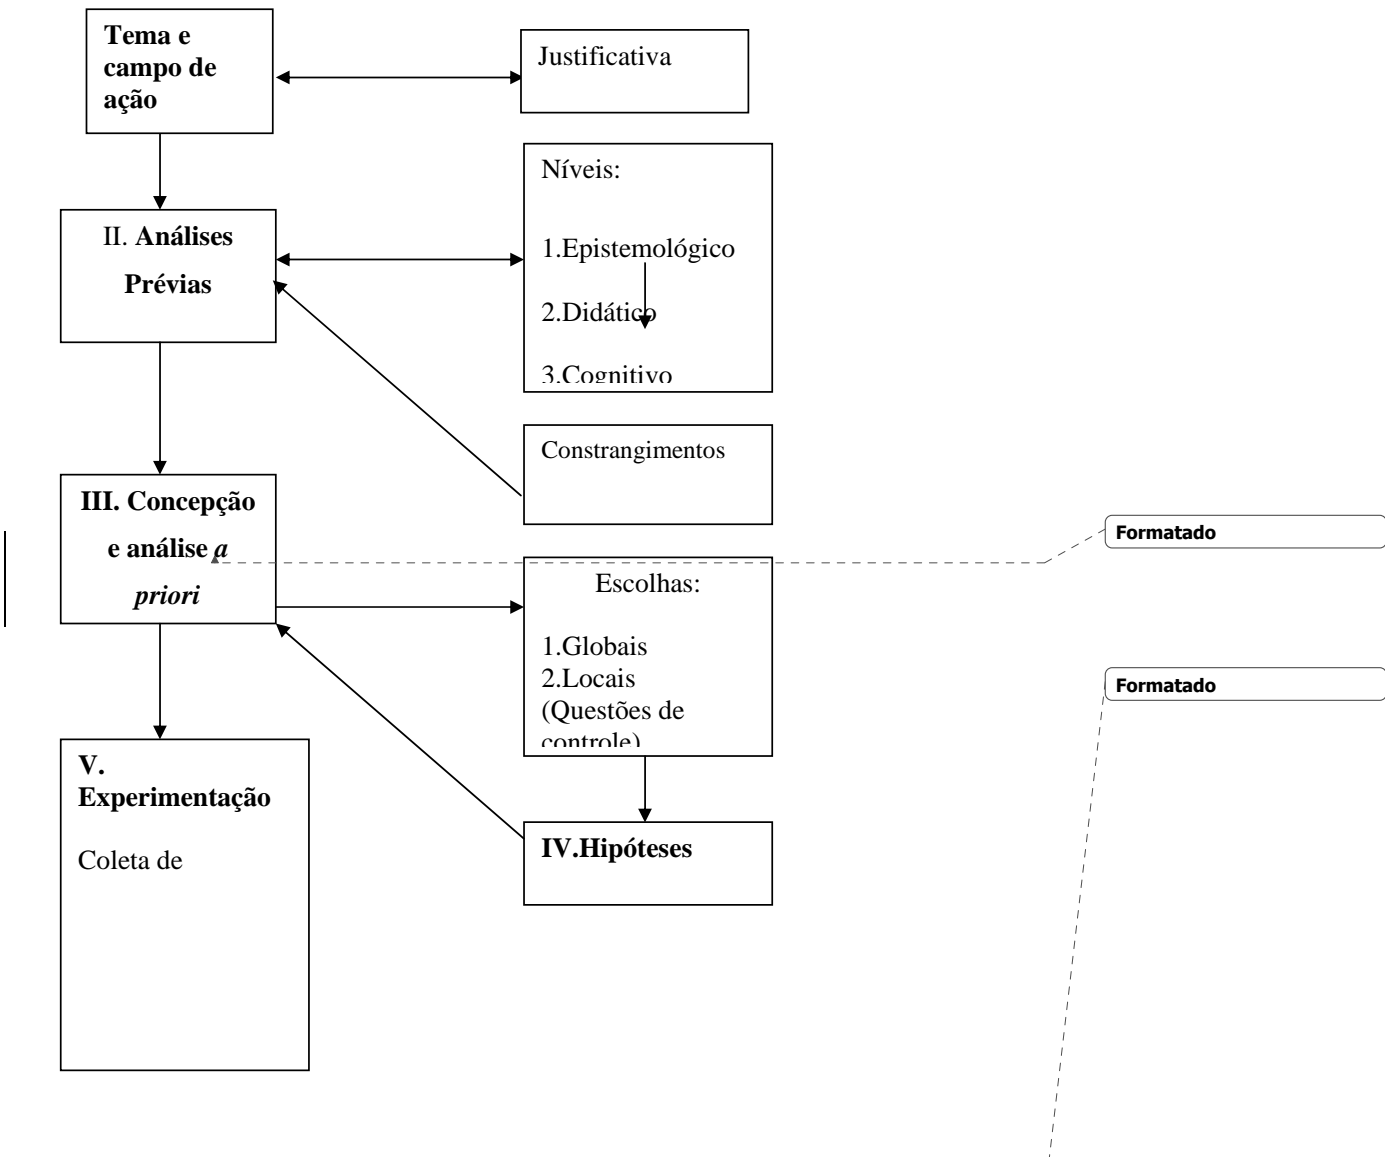 Tema e
campo de
ação
Justificativa
Níveis:
1.Epistemológico
2.Didático
3.Cognitivo
II. Análises
Prévias
Constrangimentos
III. Concepção
e análise a
priori
Formatado
Escolhas:
1.Globais
2.Locais
(Questões de
controle)
Formatado
V.
Experimentação
Coleta de
IV.Hipóteses